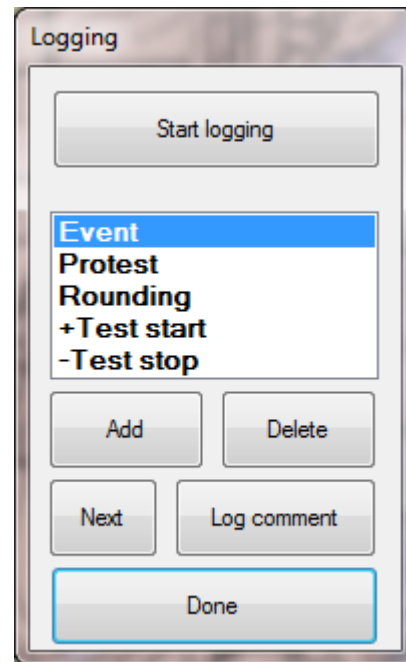 Logging
Start logging
Event
Protest
Rounding
+Test start
-Test stop
Add Delete
Next Log comment
Done